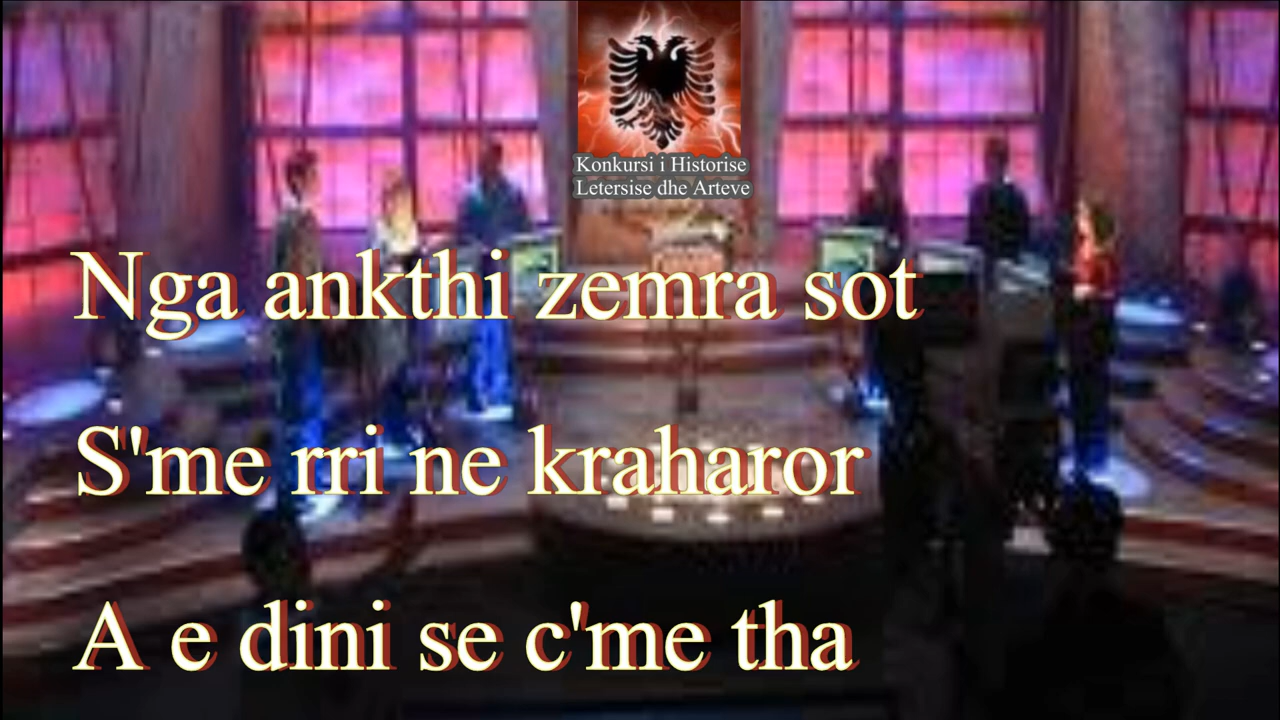 Konkursi i Historise
Letersise dhe Arteve
Nga ankthi zemra sot
S'me rri ne kraharor
A e dini se c'me tha